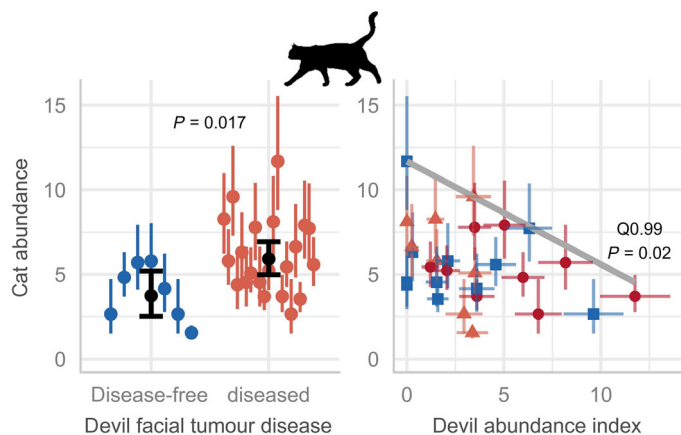 15
10
5
0
Cat abundance
P = 0.017
Disease-free
diseased
Devil facial tumour disease
15
10
5
0
Q0.99
P = 0.02
0
5
10
Devil abundance index